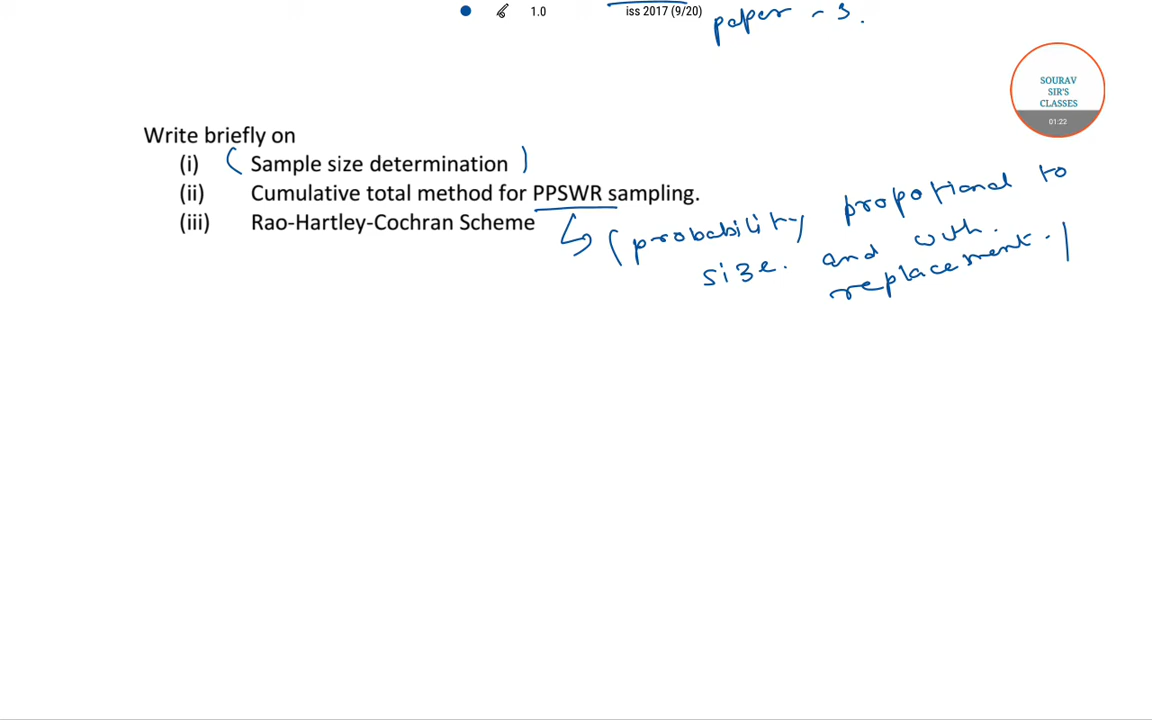 1.0 iss 2017 (9/20)
paper - 3.
SOURAV
SIR'S
CLASSES
01:22
Write briefly on
(i) ( Sample size determination )
(ii) Cumulative total method for PPSWR sampling.
(iii) Rao-Hartley-Cochran Scheme
(probability propotional to
size. and with.
replacement.)